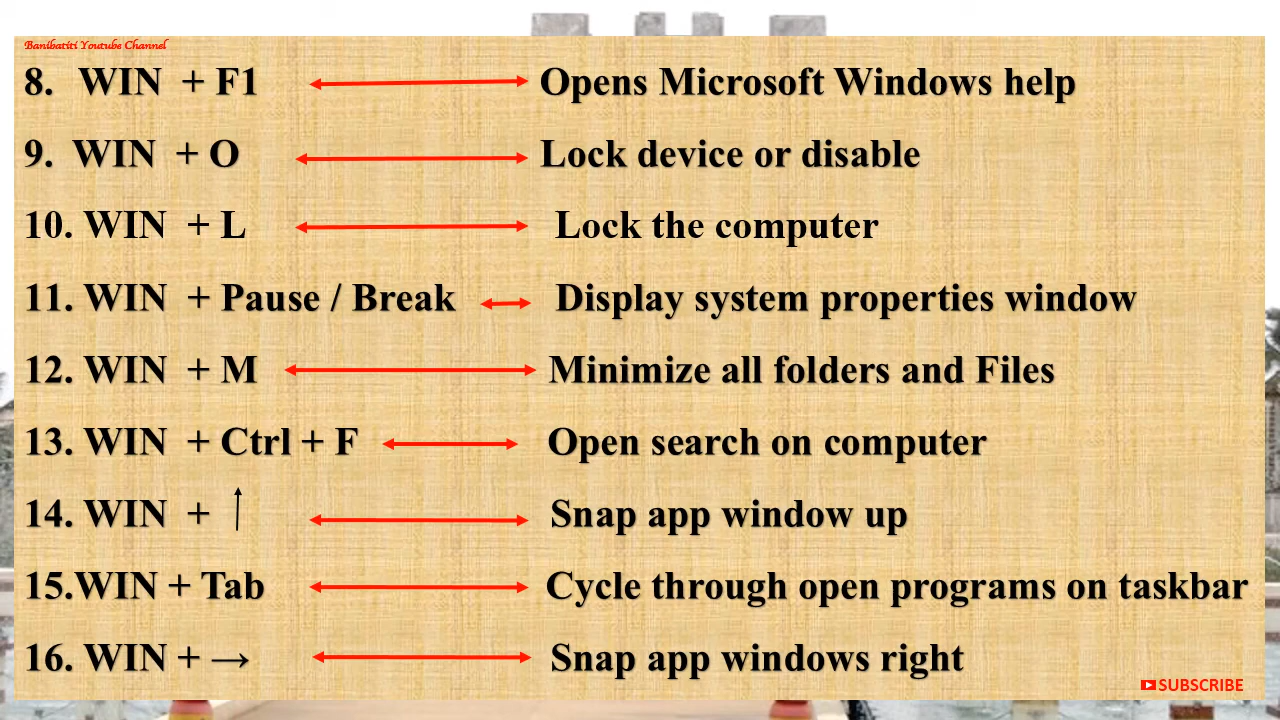 Banibatiti Youtube Channel
8. WIN + F1 Opens Microsoft Windows help
9. WIN + O Lock device or disable
10. WIN + L Lock the computer
11. WIN + Pause / Break Display system properties window
12. WIN + M Minimize all folders and Files
13. WIN + Ctrl + F Open search on computer
14. WIN + ↑ Snap app window up
15.WIN + Tab Cycle through open programs on taskbar
16. WIN + → Snap app windows right
SUBSCRIBE